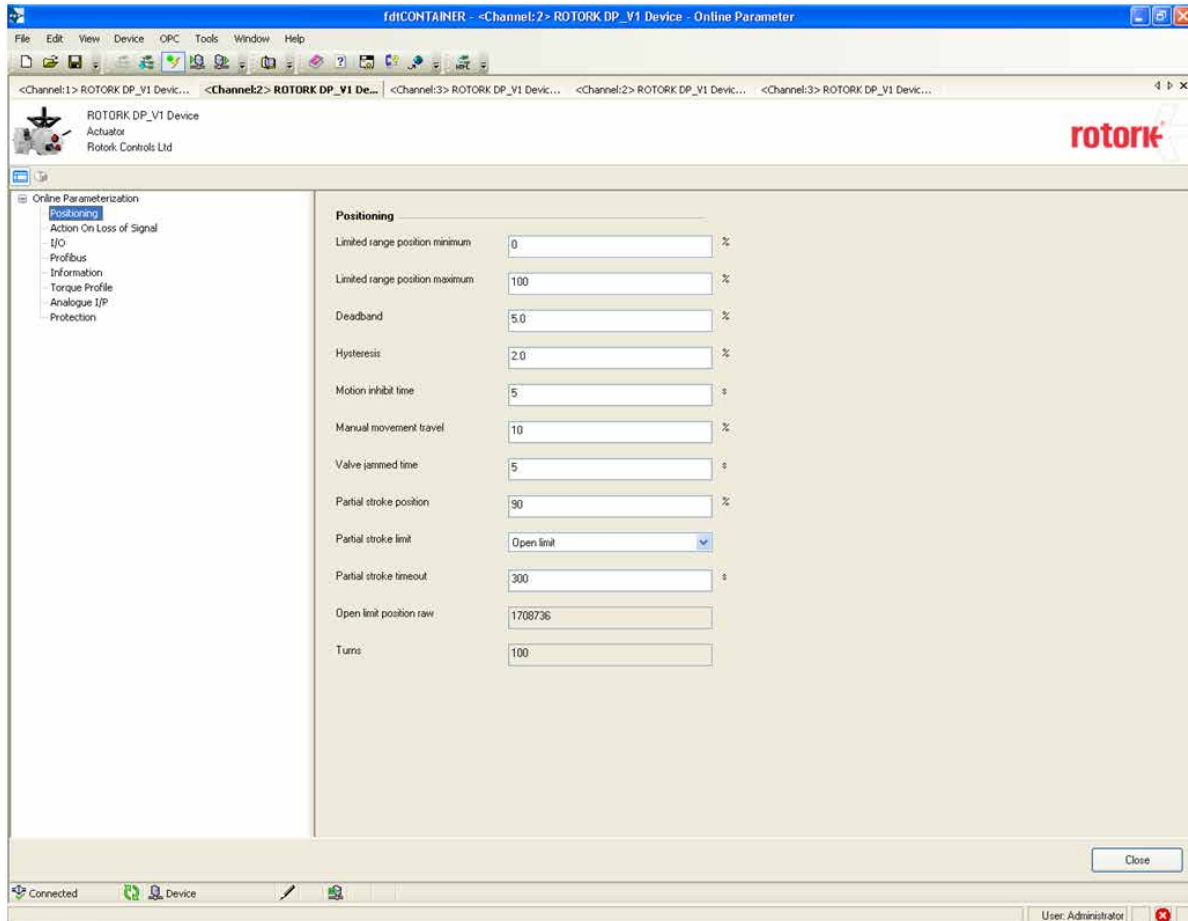 fdtCONTAINER - <Channel:2> ROTORK DP_V1 Device - Online Parameter
File Edit View Device OPC Tools Window Help
<Channel:1> ROTORK DP_V1 Devic... <Channel:2> ROTORK DP_V1 De... <Channel:3> ROTORK DP_V1 Devic... <Channel:2> ROTORK DP_V1 Devic... <Channel:3> ROTORK DP_V1 Devic...
ROTORK DP_V1 Device
Actuator
Rotork Controls Ltd
rotork
Online Parameterization
Positioning
Action On Loss of Signal
I/O
Profibus
Information
Torque Profile
Analogue I/P
Protection
Positioning
Limited range position minimum 0 %
Limited range position maximum 100 %
Deadband 5.0 %
Hysteresis 2.0 %
Motion inhibit time 5 s
Manual movement travel 10 %
Valve jammed time 5 s
Partial stroke position 90 %
Partial stroke limit Open limit
Partial stroke timeout 300 s
Open limit position raw 1708736
Turns 100
Close
Connected Device
User: Administrator